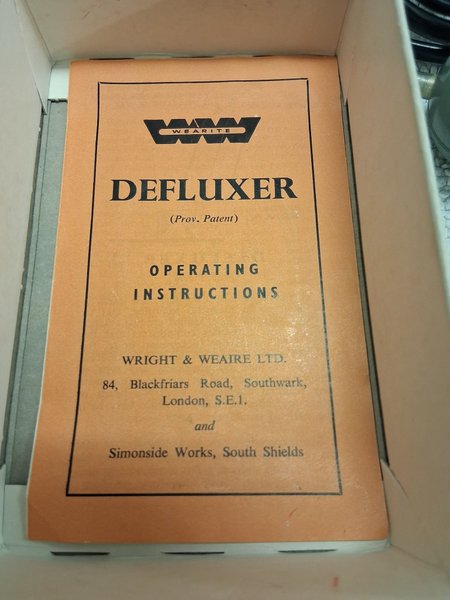 WW
WEARITE
DEFLUXER
(Prov. Patent)
OPERATING
INSTRUCTIONS
WRIGHT & WEAIRE LTD.
84, Blackfriars Road, Southwark,
London, S.E.1.
and
Simonside Works, South Shields